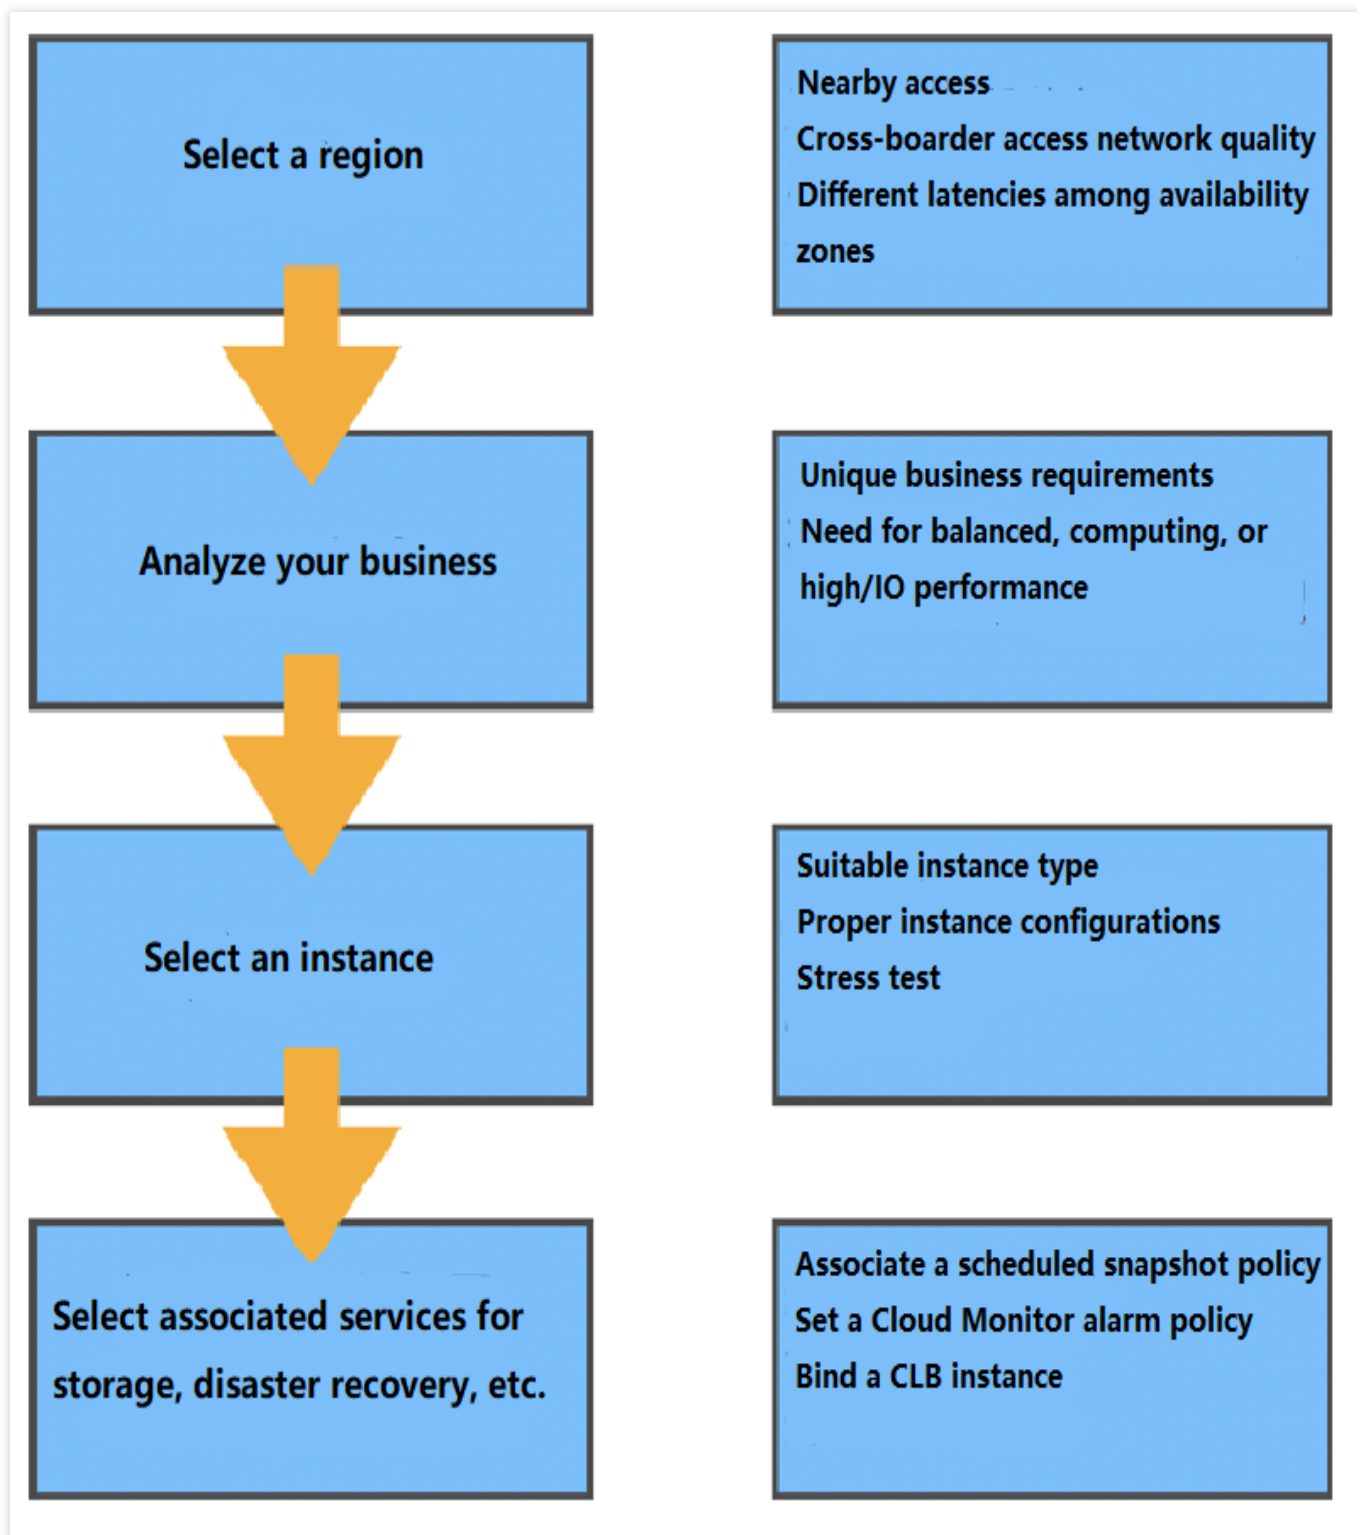 Select a region
Nearby access
Cross-boarder access network quality
Different latencies among availability
zones
Analyze your business
Unique business requirements
Need for balanced, computing, or
high/IO performance
Select an instance
Suitable instance type
Proper instance configurations
Stress test
Select associated services for
storage, disaster recovery, etc.
Associate a scheduled snapshot policy
Set a Cloud Monitor alarm policy
Bind a CLB instance